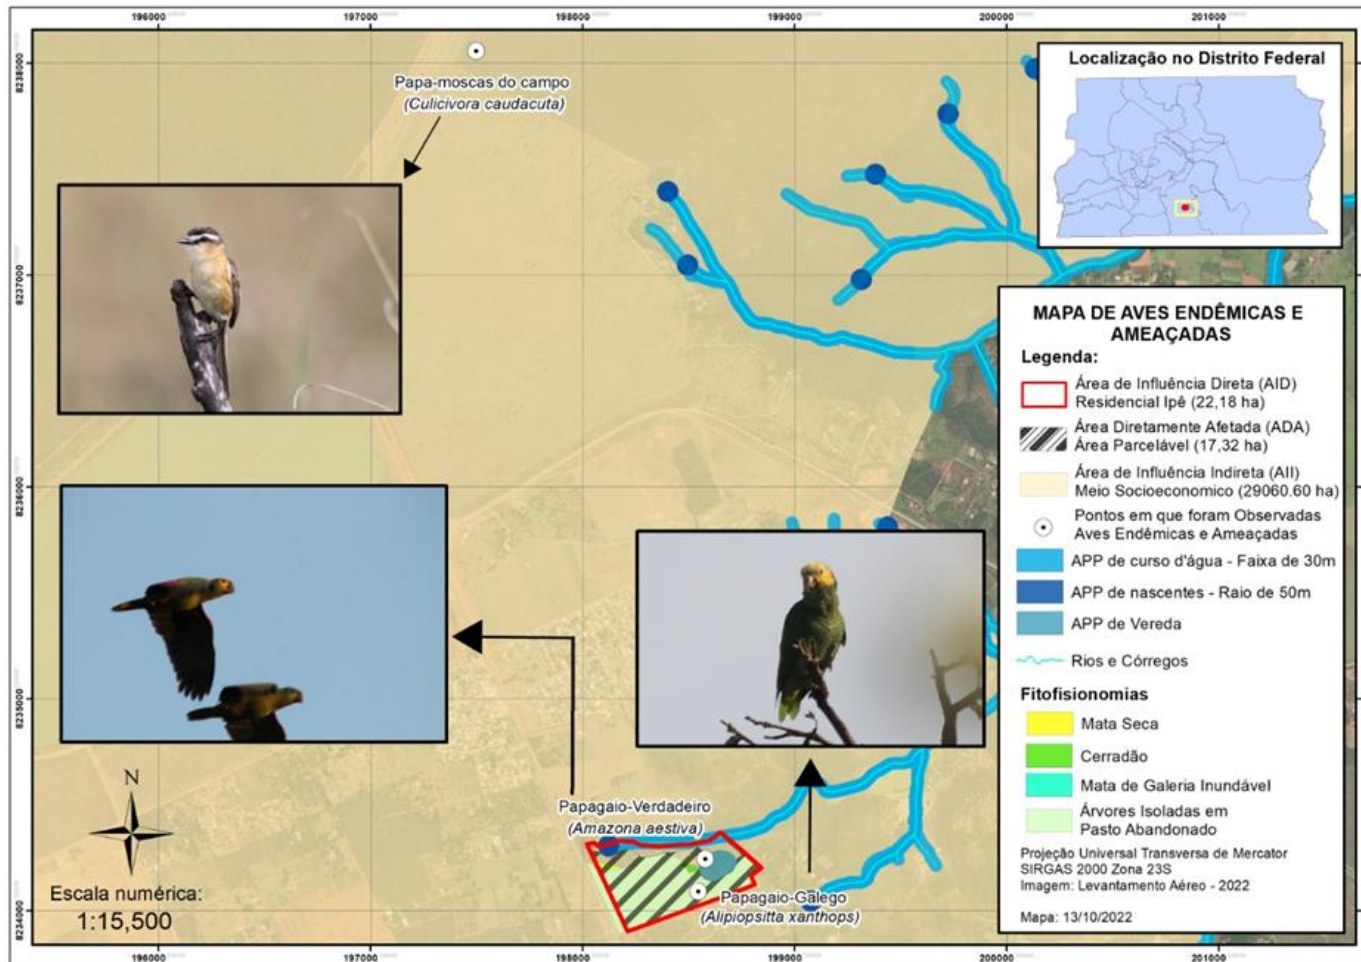 196000
197000
198000
199000
200000
201000
8238000
8237000
8236000
8235000
8234000
Papa-moscas do campo
(Culicivora caudacuta)
Localização no Distrito Federal
MAPA DE AVES ENDÊMICAS E
AMEAÇADAS
Legenda:
Área de Influência Direta (AID)
Residencial Ipê (22,18 ha)
Área Diretamente Afetada (ADA)
Área Parcelável (17,32 ha)
Área de Influência Indireta (AII)
Meio Socioeconomico (29060.60 ha)
Pontos em que foram Observadas
Aves Endêmicas e Ameaçadas
APP de curso d'água - Faixa de 30m
APP de nascentes - Raio de 50m
APP de Vereda
Rios e Córregos
Fitofisionomias
Mata Seca
Cerradão
Mata de Galeria Inundável
Árvores Isoladas em
Pasto Abandonado
Projeção Universal Transversa de Mercator
SIRGAS 2000 Zona 23S
Imagem: Levantamento Aéreo - 2022
Mapa: 13/10/2022
Papagaio-Verdadeiro
(Amazona aestiva)
Papagaio-Galego
(Alipiopsitta xanthops)
N
Escala numérica:
1:15,500
196000
197000
198000
199000
200000
201000